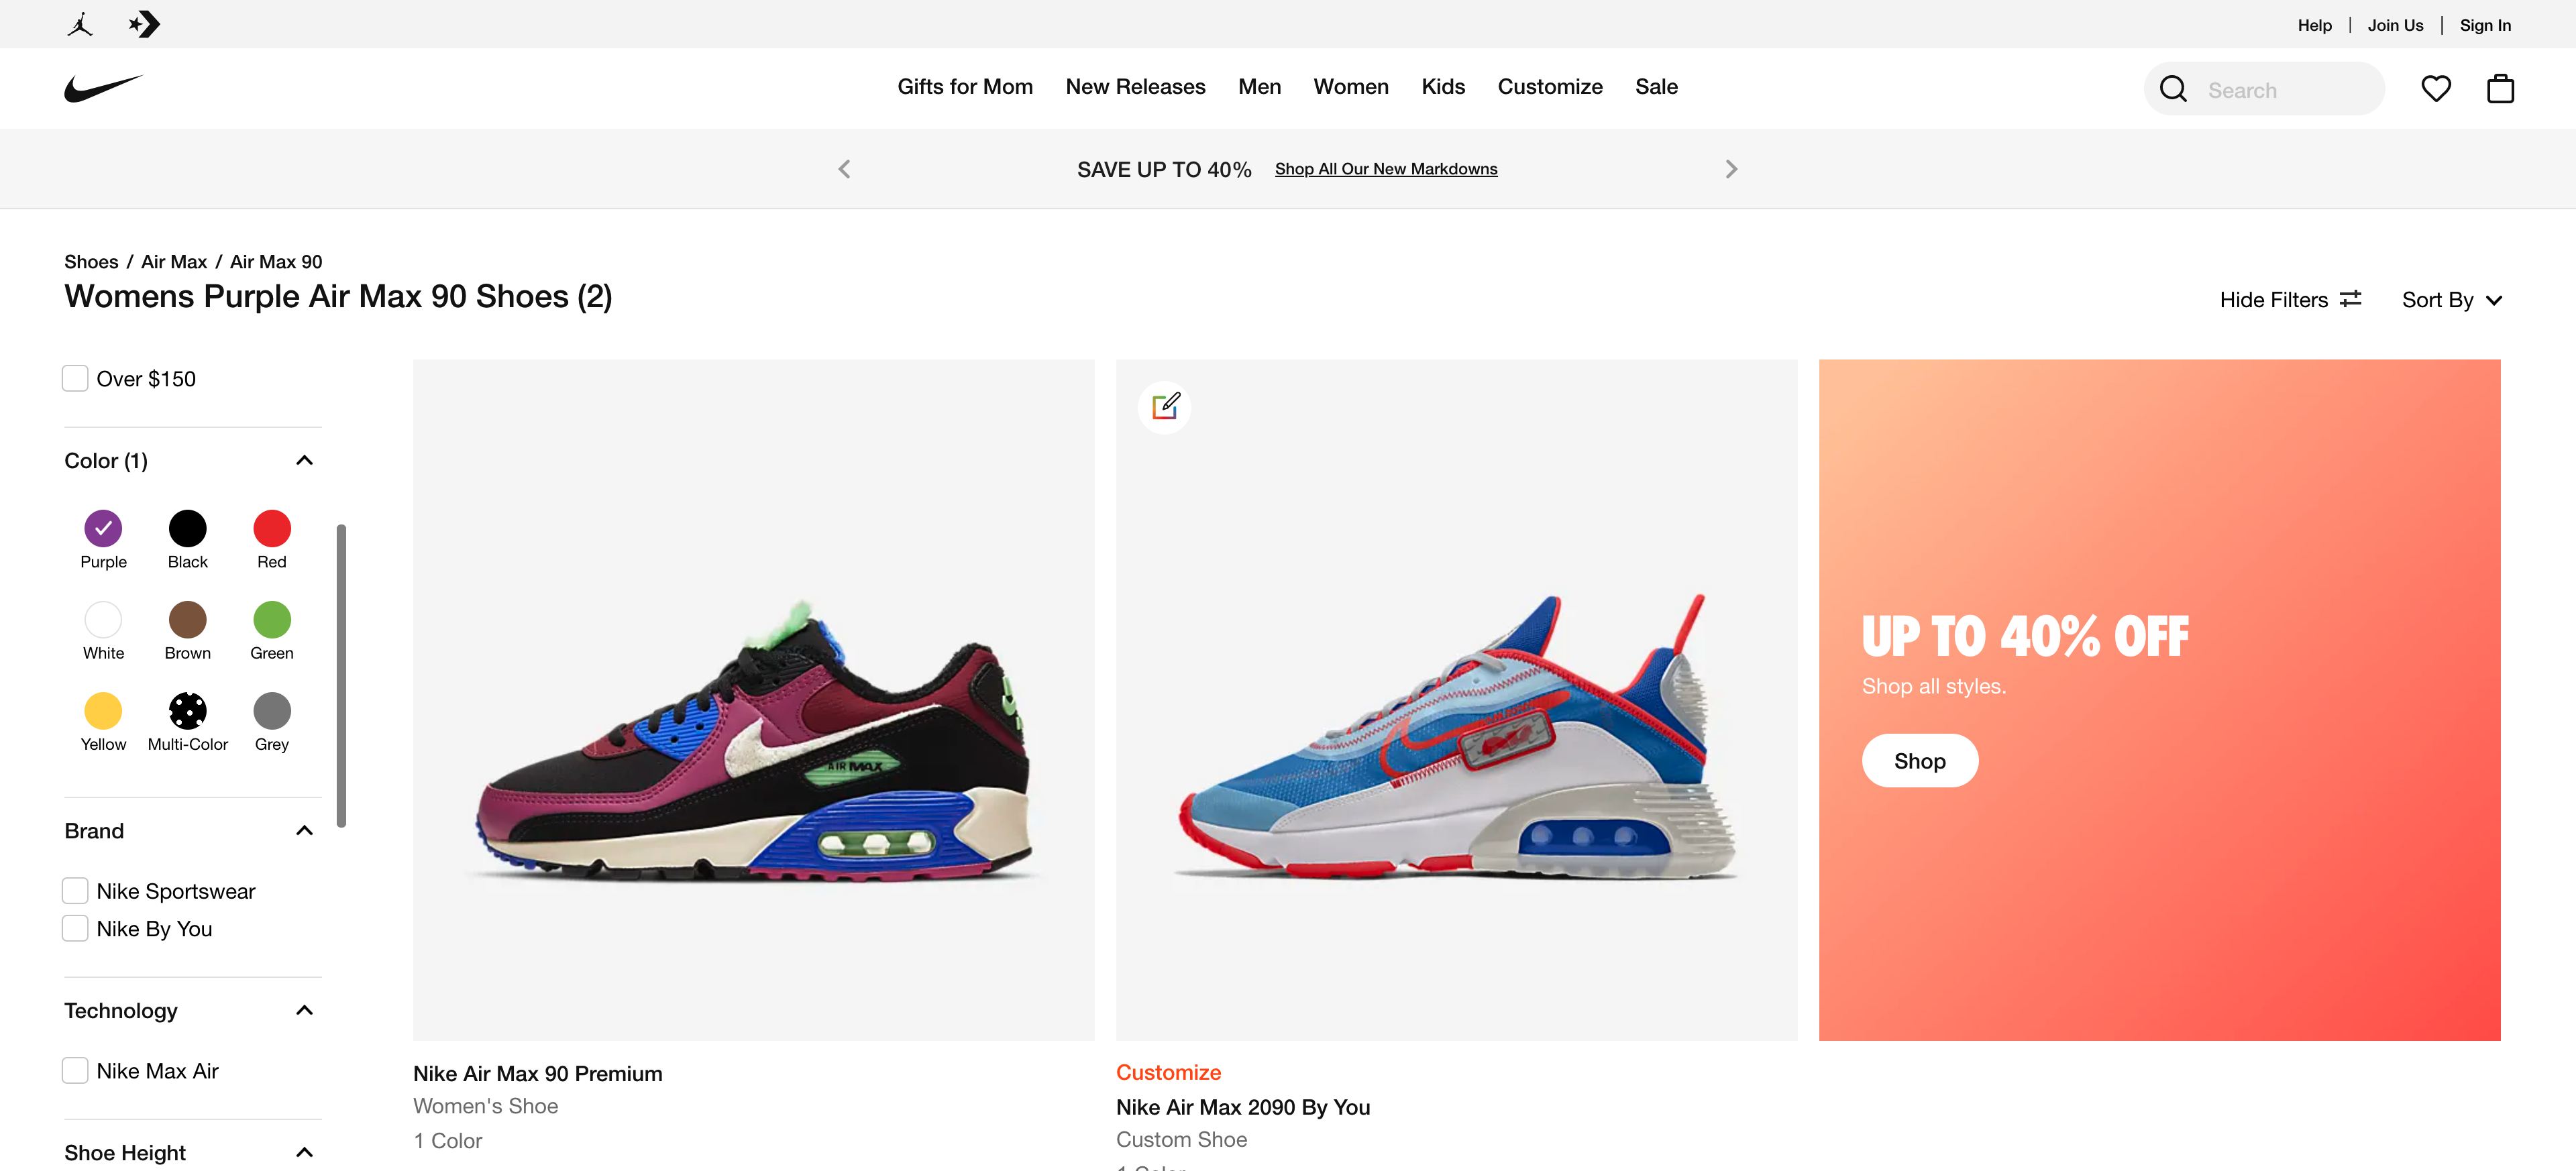 Help | Join Us | Sign In
Gifts for Mom New Releases Men Women Kids Customize Sale
Search
SAVE UP TO 40% Shop All Our New Markdowns
Shoes / Air Max / Air Max 90
Womens Purple Air Max 90 Shoes (2)
Hide Filters Sort By
Over $150
Color (1)
Purple Black Red
White Brown Green
Yellow Multi-Color Grey
Brand
Nike Sportswear
Nike By You
Technology
Nike Max Air
Shoe Height
AIR MAX
Nike Air Max 90 Premium
Women's Shoe
1 Color
Customize
Nike Air Max 2090 By You
Custom Shoe
1 Color
UP TO 40% OFF
Shop all styles.
Shop